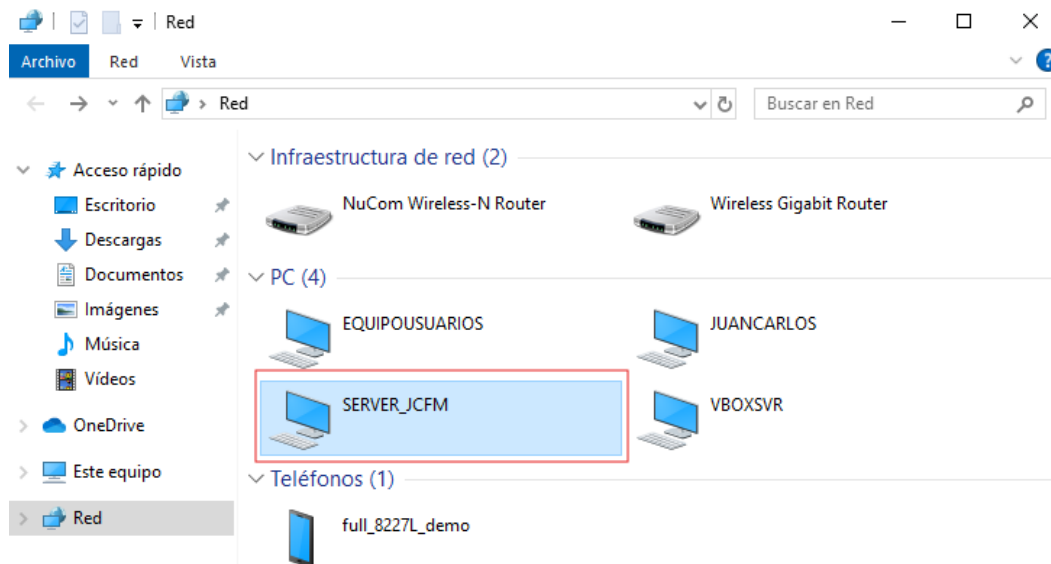 Red
Archivo Red Vista ?
Red Buscar en Red
Acceso rápido
Escritorio
Descargas
Documentos
Imágenes
Música
Vídeos
OneDrive
Este equipo
Red
Infraestructura de red (2)
NuCom Wireless-N Router Wireless Gigabit Router
PC (4)
EQUIPOUSUARIOS JUANCARLOS
SERVER_JCFM VBOXSVR
Teléfonos (1)
full_8227L_demo